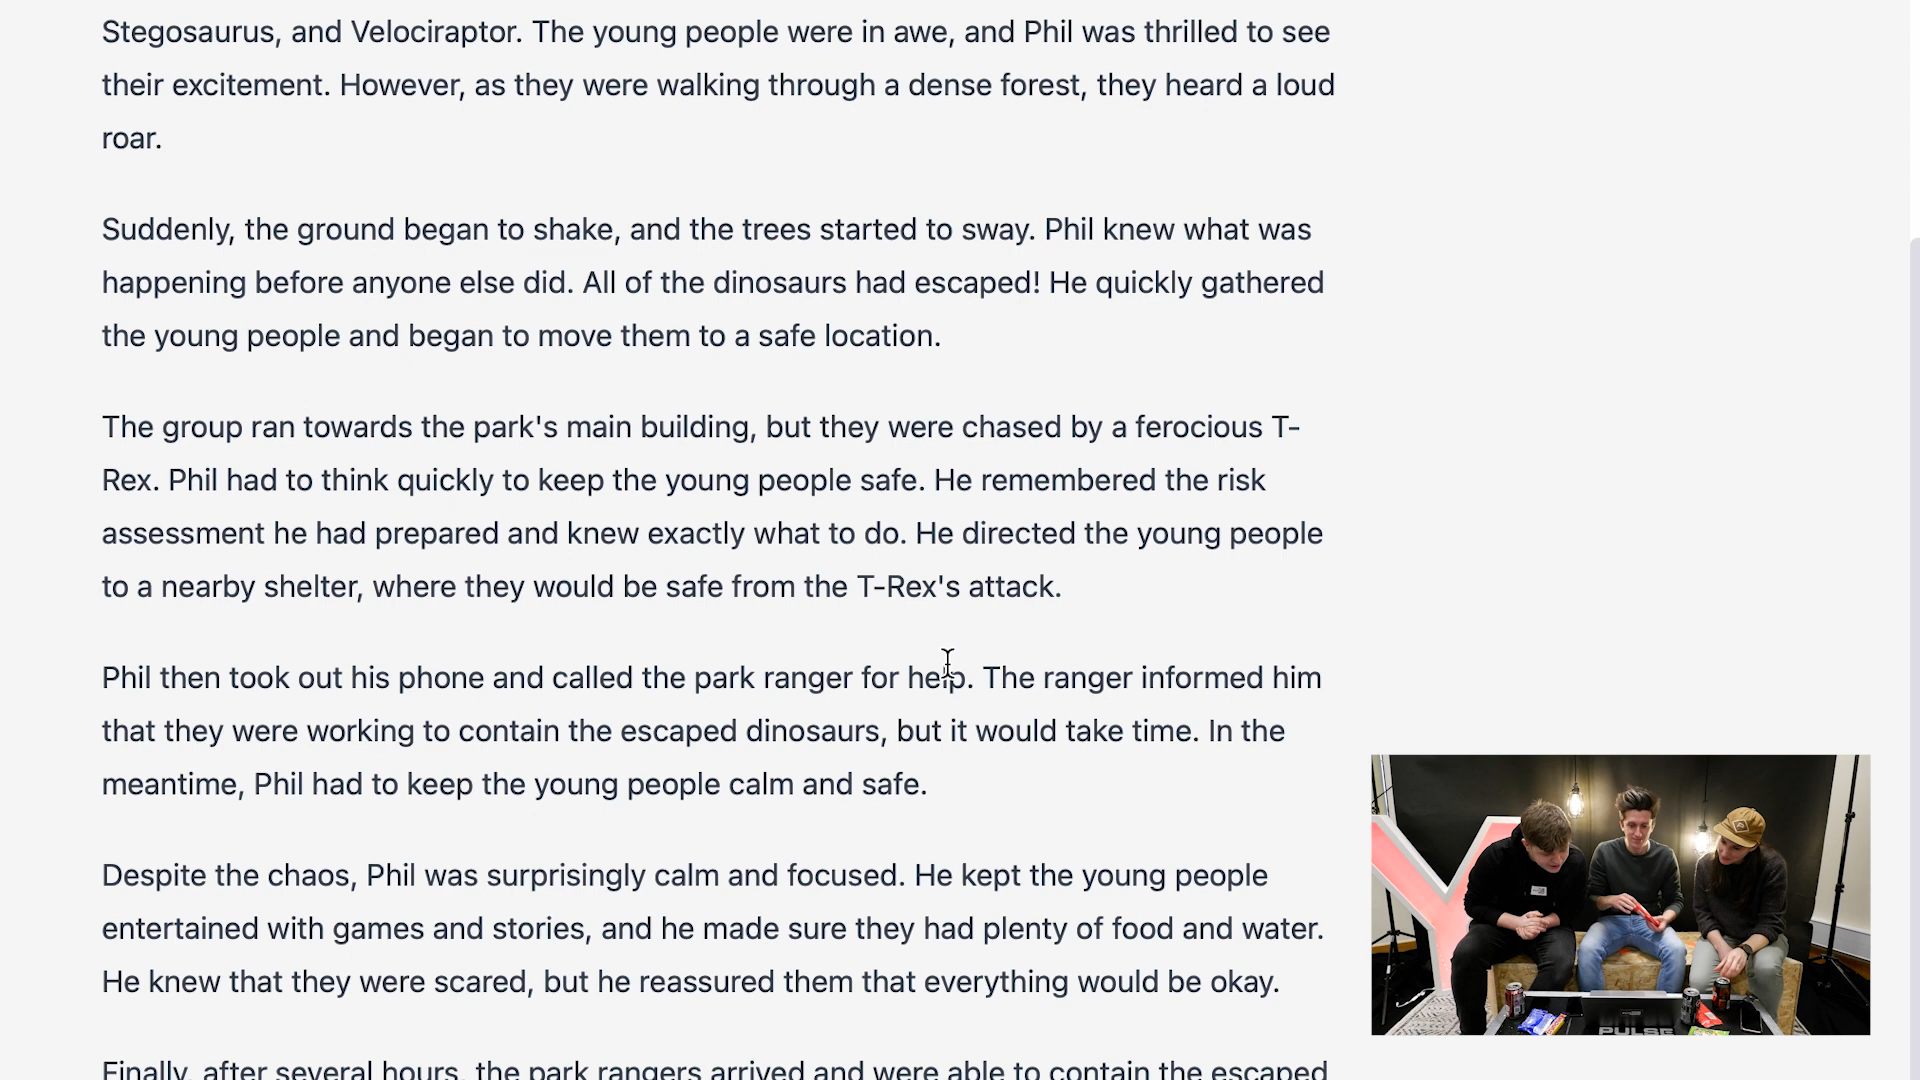 Stegosaurus, and Velociraptor. The young people were in awe, and Phil was thrilled to see
their excitement. However, as they were walking through a dense forest, they heard a loud
roar.
Suddenly, the ground began to shake, and the trees started to sway. Phil knew what was
happening before anyone else did. All of the dinosaurs had escaped! He quickly gathered
the young people and began to move them to a safe location.
The group ran towards the park's main building, but they were chased by a ferocious T-
Rex. Phil had to think quickly to keep the young people safe. He remembered the risk
assessment he had prepared and knew exactly what to do. He directed the young people
to a nearby shelter, where they would be safe from the T-Rex's attack.
Phil then took out his phone and called the park ranger for help. The ranger informed him
that they were working to contain the escaped dinosaurs, but it would take time. In the
meantime, Phil had to keep the young people calm and safe.
Despite the chaos, Phil was surprisingly calm and focused. He kept the young people
entertained with games and stories, and he made sure they had plenty of food and water.
He knew that they were scared, but he reassured them that everything would be okay.
Finally, after several hours, the park rangers arrived and were able to contain the escaped
PULSE